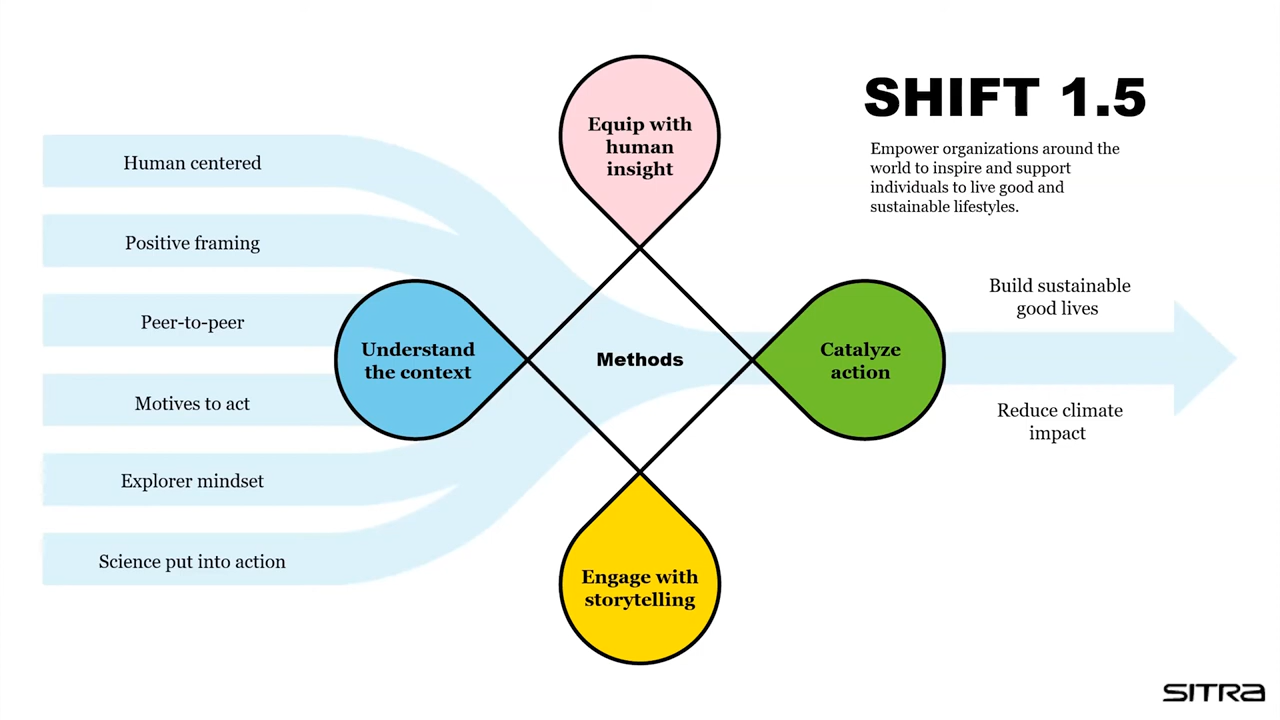 SHIFT 1.5
Empower organizations around the
world to inspire and support
individuals to live good and
sustainable lifestyles.
Human centered
Positive framing
Peer-to-peer
Motives to act
Explorer mindset
Science put into action
Equip with
human
insight
Understand
the context
Methods
Catalyze
action
Engage with
storytelling
Build sustainable
good lives
Reduce climate
impact
SITRA